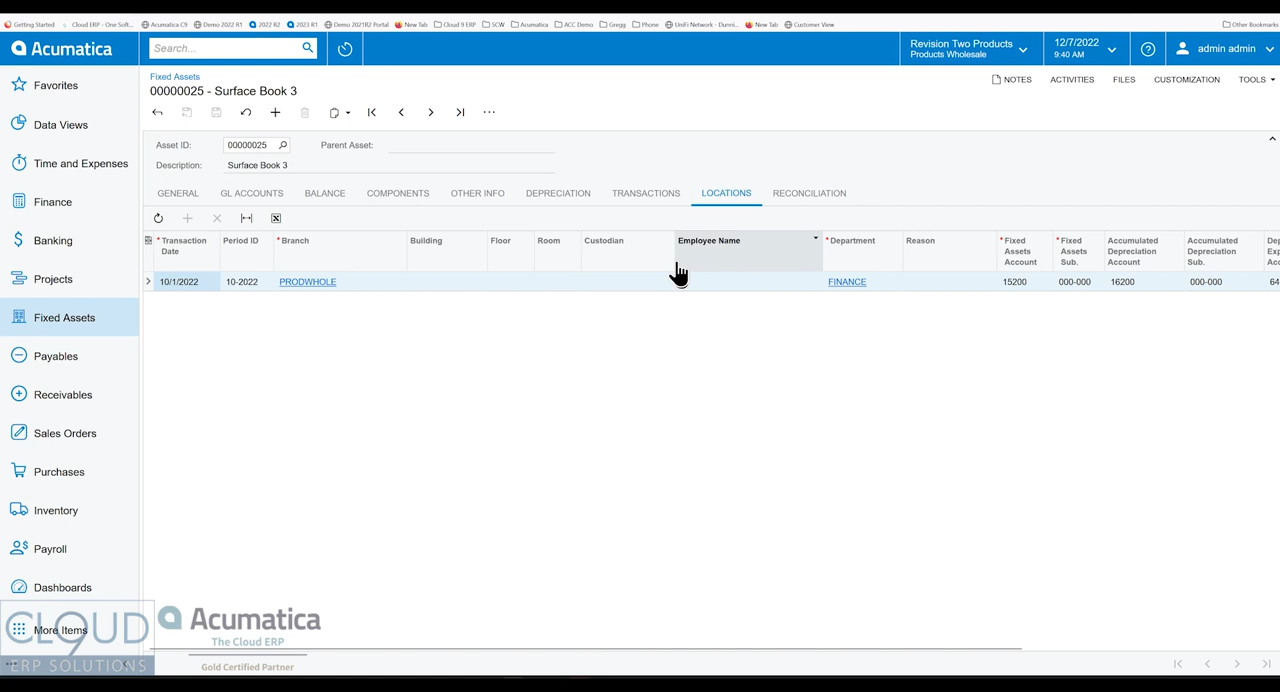 Getting Started Cloud ERP - One Soft... Acumatica C9 Demo 2022 R1 2022 R2 2023 R1 Demo 2021R2 Portal New Tab Cloud 9 ERP SCW Acumatica ACC Demo Gregg Phone UniFi Network - Dunni... New Tab Customer View Other Bookmarks
Acumatica Search... Revision Two Products 12/7/2022 admin admin
Products Wholesale 9:40 AM
Favorites
Data Views
Time and Expenses
Finance
Banking
Projects
Fixed Assets
Payables
Receivables
Sales Orders
Purchases
Inventory
Payroll
Dashboards
More Items
Fixed Assets
00000025 - Surface Book 3
NOTES ACTIVITIES FILES CUSTOMIZATION TOOLS
Asset ID: 00000025 Parent Asset:
Description: Surface Book 3
GENERAL GL ACCOUNTS BALANCE COMPONENTS OTHER INFO DEPRECIATION TRANSACTIONS LOCATIONS RECONCILIATION
* Transaction Date Period ID * Branch Building Floor Room Custodian Employee Name * Department Reason * Fixed Assets Account * Fixed Assets Sub. Accumulated Depreciation Account Accumulated Depreciation Sub. De Exp Acc
10/1/2022 10-2022 PRODWHOLE FINANCE 15200 000-000 16200 000-000 64
CLOUD 9
ERP SOLUTIONS
Acumatica
The Cloud ERP
Gold Certified Partner